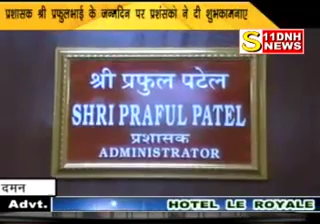 प्रशासक श्री प्रफुलभाई के जन्मदिन पर प्रशंसको ने दी शुभकामनाए
S 11DNH NEWS
श्री प्रफुल पटेल
SHRI PRAFUL PATEL
प्रशासक
ADMINISTRATOR
दमन
Advt. HOTEL LE ROYALE